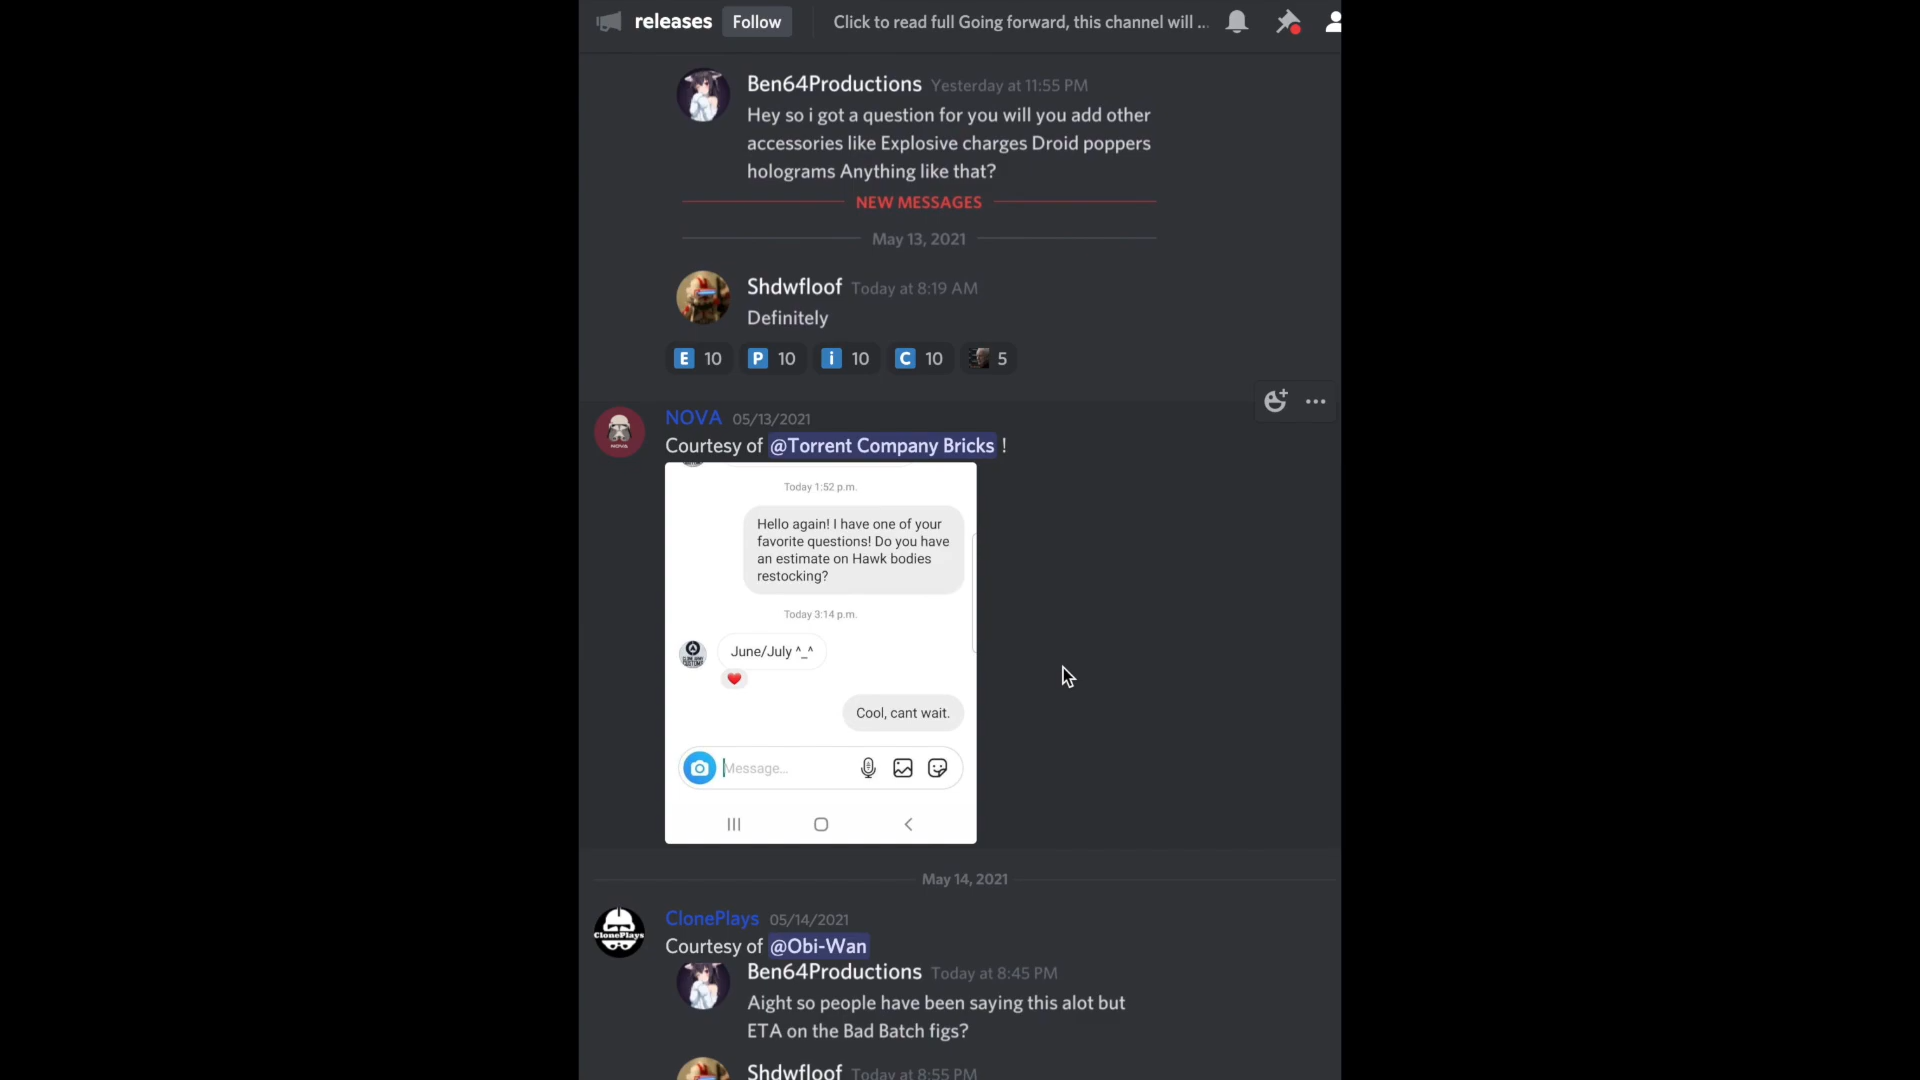 releases Follow Click to read full Going forward, this channel will ...
Ben64Productions Yesterday at 11:55 PM
Hey so i got a question for you will you add other
accessories like Explosive charges Droid poppers
holograms Anything like that?
NEW MESSAGES
May 13, 2021
Shdwfloof Today at 8:19 AM
Definitely
E 10 P 10 i 10 C 10 5
NOVA 05/13/2021
Courtesy of @Torrent Company Bricks !
Today 1:52 p.m.
Hello again! I have one of your
favorite questions! Do you have
an estimate on Hawk bodies
restocking?
Today 3:14 p.m.
June/July ^_^
Cool, cant wait.
Message...
May 14, 2021
ClonePlays 05/14/2021
ClonePlays
Courtesy of @Obi-Wan
Ben64Productions Today at 8:45 PM
Aight so people have been saying this alot but
ETA on the Bad Batch figs?
Shdwfloof Today at 8:55 PM